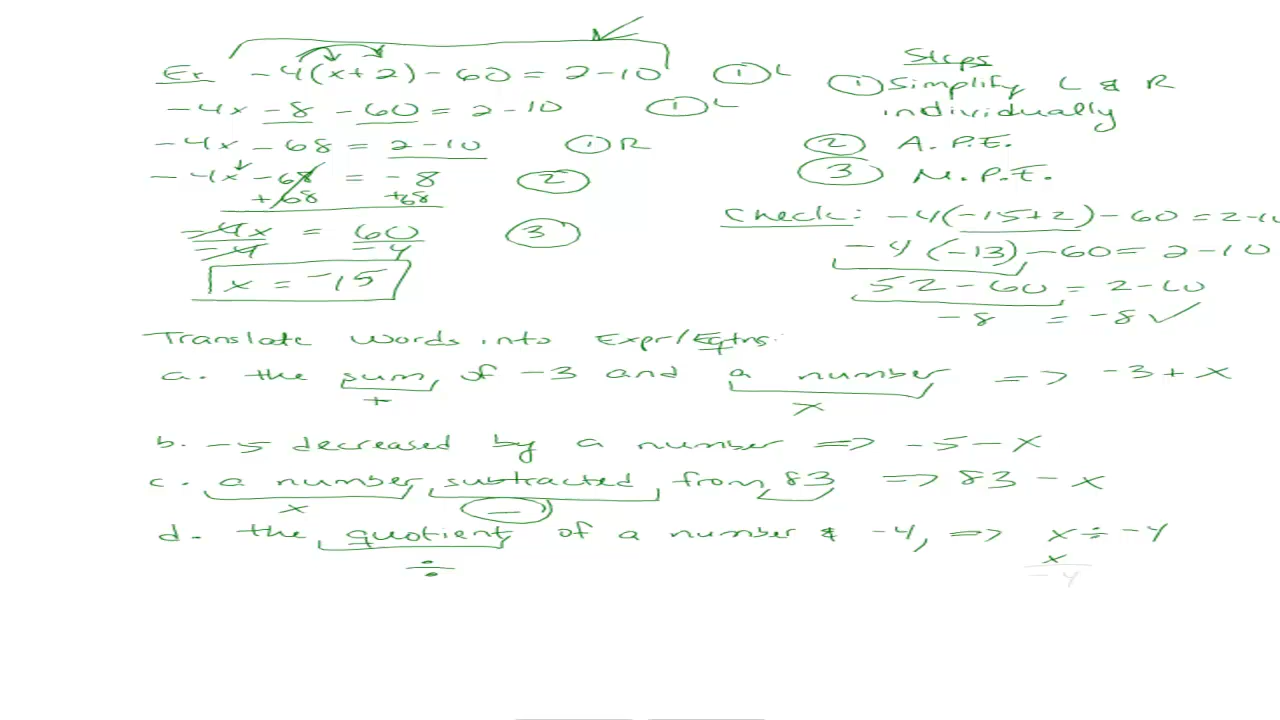 Ex -4(x+2) - 60 = 2-10 ① L
-4x - 8 - 60 = 2-10 ① L
-4x - 68 = 2-10 ① R
-4x - 68 = -8 ②
+68 +68
-4x = 60 ③
-4 -4
x = -15
Steps
① Simplify L & R
individually
② A.P.E.
③ M.P.E.
Check: -4(-15+2) - 60 = 2-10
-4(-13) - 60 = 2-10
52 - 60 = 2-10
-8 = -8 ✓
Translate words into Expr/Eqtns:
a. the sum of -3 and a number => -3 + x
+ x
b. -5 decreased by a number => -5 - x
c. a number subtracted from 83 => 83 - x
x -
d. the quotient of a number & -4, => x ÷ -4
÷ x
-4